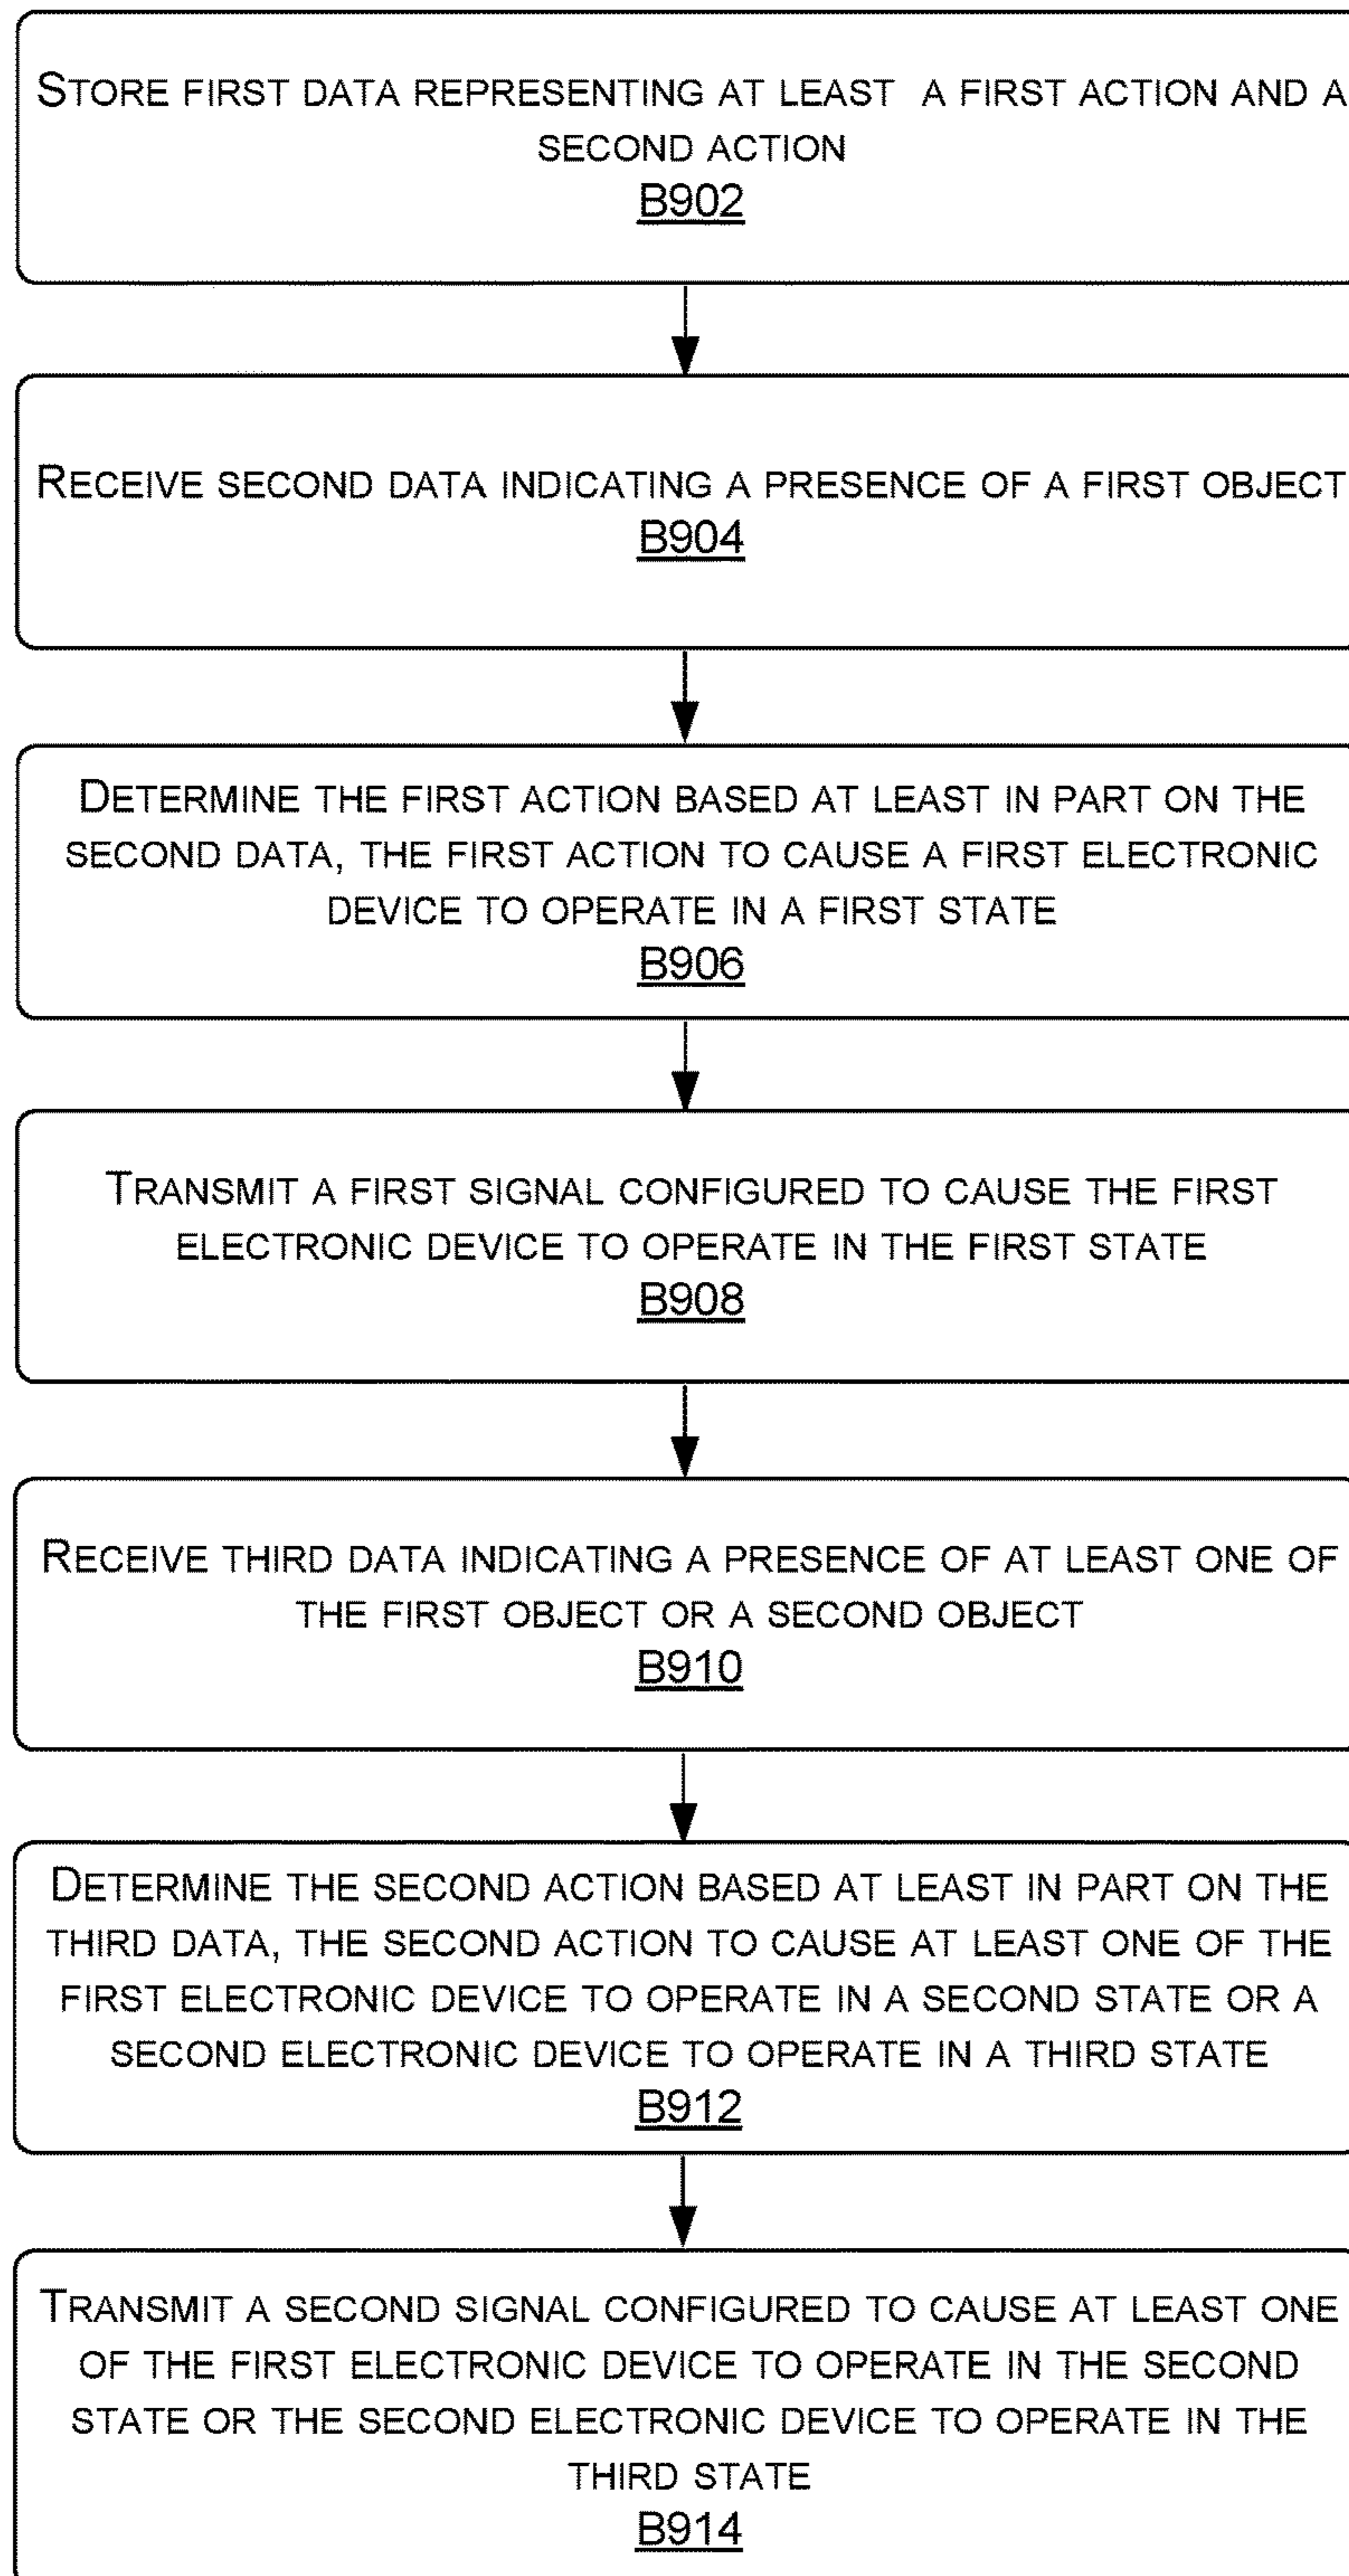 STORE FIRST DATA REPRESENTING AT LEAST A FIRST ACTION AND A
SECOND ACTION
B902
RECEIVE SECOND DATA INDICATING A PRESENCE OF A FIRST OBJECT
B904
DETERMINE THE FIRST ACTION BASED AT LEAST IN PART ON THE
SECOND DATA, THE FIRST ACTION TO CAUSE A FIRST ELECTRONIC
DEVICE TO OPERATE IN A FIRST STATE
B906
TRANSMIT A FIRST SIGNAL CONFIGURED TO CAUSE THE FIRST
ELECTRONIC DEVICE TO OPERATE IN THE FIRST STATE
B908
RECEIVE THIRD DATA INDICATING A PRESENCE OF AT LEAST ONE OF
THE FIRST OBJECT OR A SECOND OBJECT
B910
DETERMINE THE SECOND ACTION BASED AT LEAST IN PART ON THE
THIRD DATA, THE SECOND ACTION TO CAUSE AT LEAST ONE OF THE
FIRST ELECTRONIC DEVICE TO OPERATE IN A SECOND STATE OR A
SECOND ELECTRONIC DEVICE TO OPERATE IN A THIRD STATE
B912
TRANSMIT A SECOND SIGNAL CONFIGURED TO CAUSE AT LEAST ONE
OF THE FIRST ELECTRONIC DEVICE TO OPERATE IN THE SECOND
STATE OR THE SECOND ELECTRONIC DEVICE TO OPERATE IN THE
THIRD STATE
B914